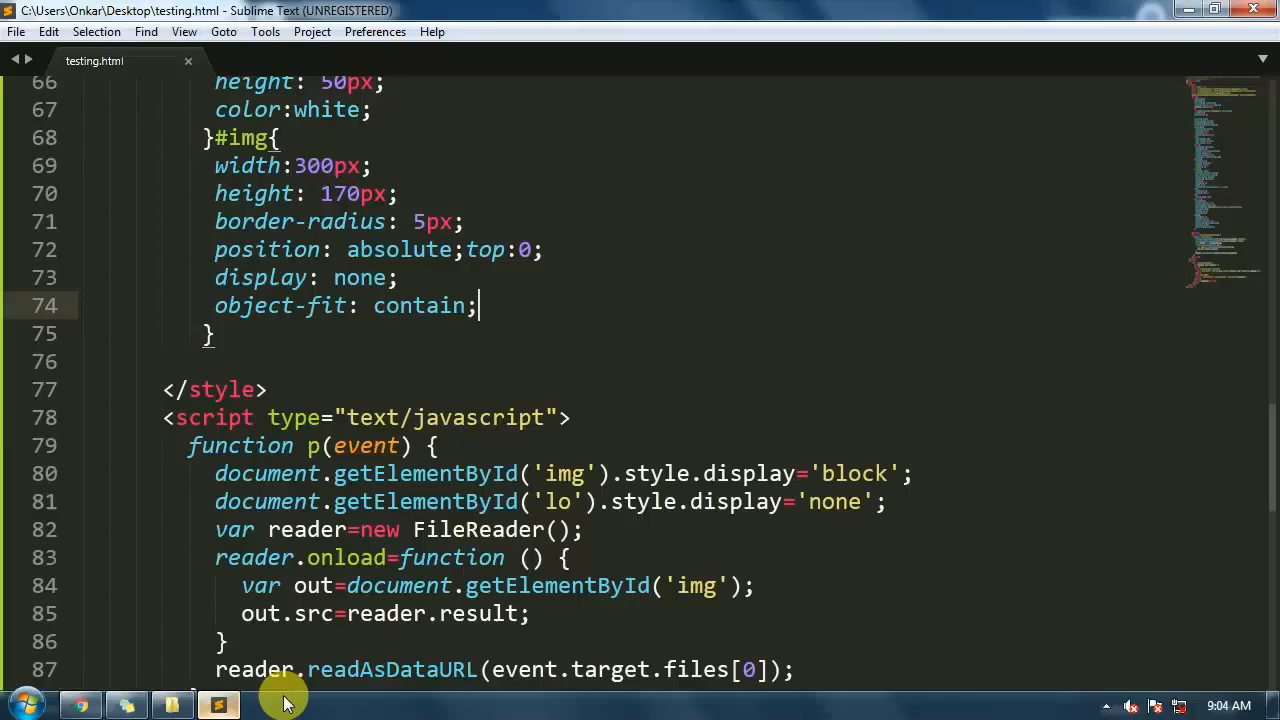 C:\Users\Onkar\Desktop\testing.html - Sublime Text (UNREGISTERED)
File Edit Selection Find View Goto Tools Project Preferences Help
testing.html
66 height: 50px;
67 color:white;
68 }#img{
69 width:300px;
70 height: 170px;
71 border-radius: 5px;
72 position: absolute;top:0;
73 display: none;
74 object-fit: contain;
75 }
76
77 </style>
78 <script type="text/javascript">
79 function p(event) {
80 document.getElementById('img').style.display='block';
81 document.getElementById('lo').style.display='none';
82 var reader=new FileReader();
83 reader.onload=function () {
84 var out=document.getElementById('img');
85 out.src=reader.result;
86 }
87 reader.readAsDataURL(event.target.files[0]);
9:04 AM